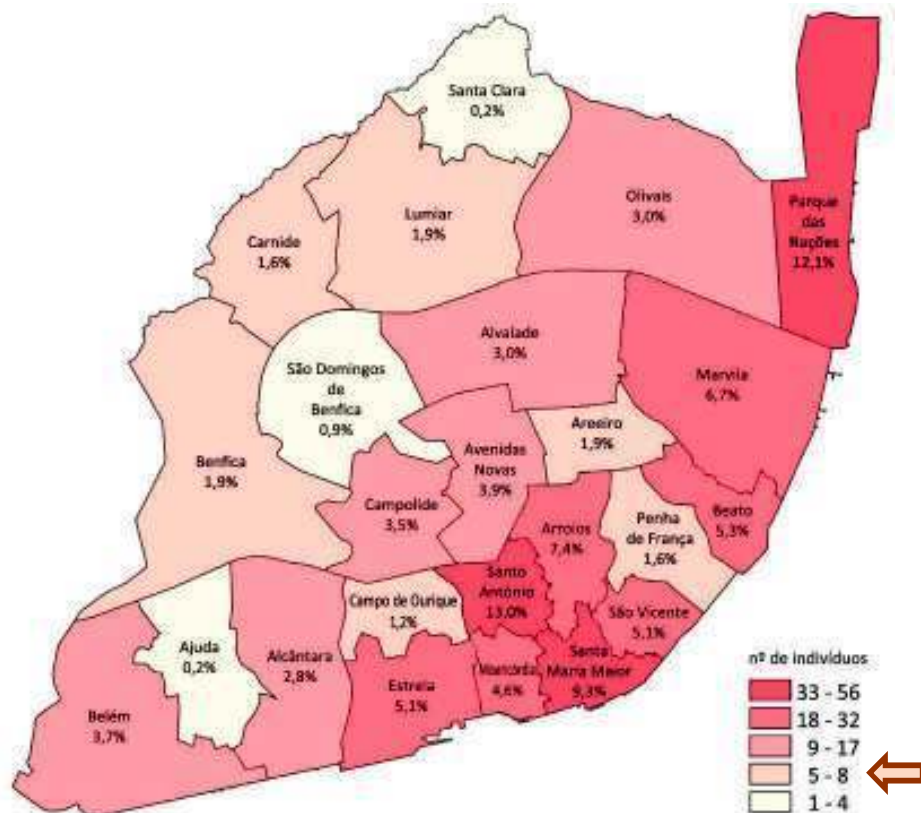 Santa Clara
0,2%
Olivais
3,0%
Parque
das
Nações
12,1%
Lumiar
1,9%
Carnide
1,6%
Alvalade
3,0%
São Domingos
de
Benfica
0,9%
Marvila
6,7%
Areeiro
1,9%
Avenidas
Novas
3,9%
Benfica
1,9%
Campolide
3,5%
Arroios
7,4%
Penha
de França
1,6%
Beato
5,3%
Santo
António
13,0%
Campo de Ourique
1,2%
São Vicente
5,1%
Ajuda
0,2%
Alcântara
2,8%
Estrela
5,1%
Misericórdia
4,6%
Santa
Maria Maior
9,3%
Belém
3,7%
nº de indivíduos
33 - 56
18 - 32
9 - 17
5 - 8
1 - 4